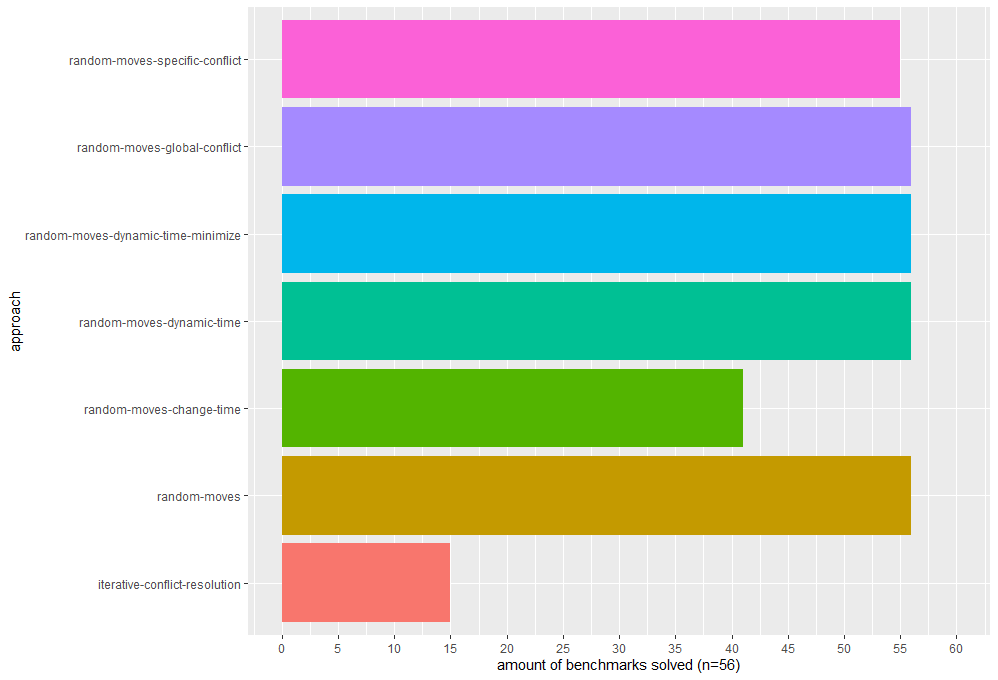 random-moves-specific-conflict
random-moves-global-conflict
random-moves-dynamic-time-minimize
random-moves-dynamic-time
random-moves-change-time
random-moves
iterative-conflict-resolution
approach
0 5 10 15 20 25 30 35 40 45 50 55 60
amount of benchmarks solved (n=56)